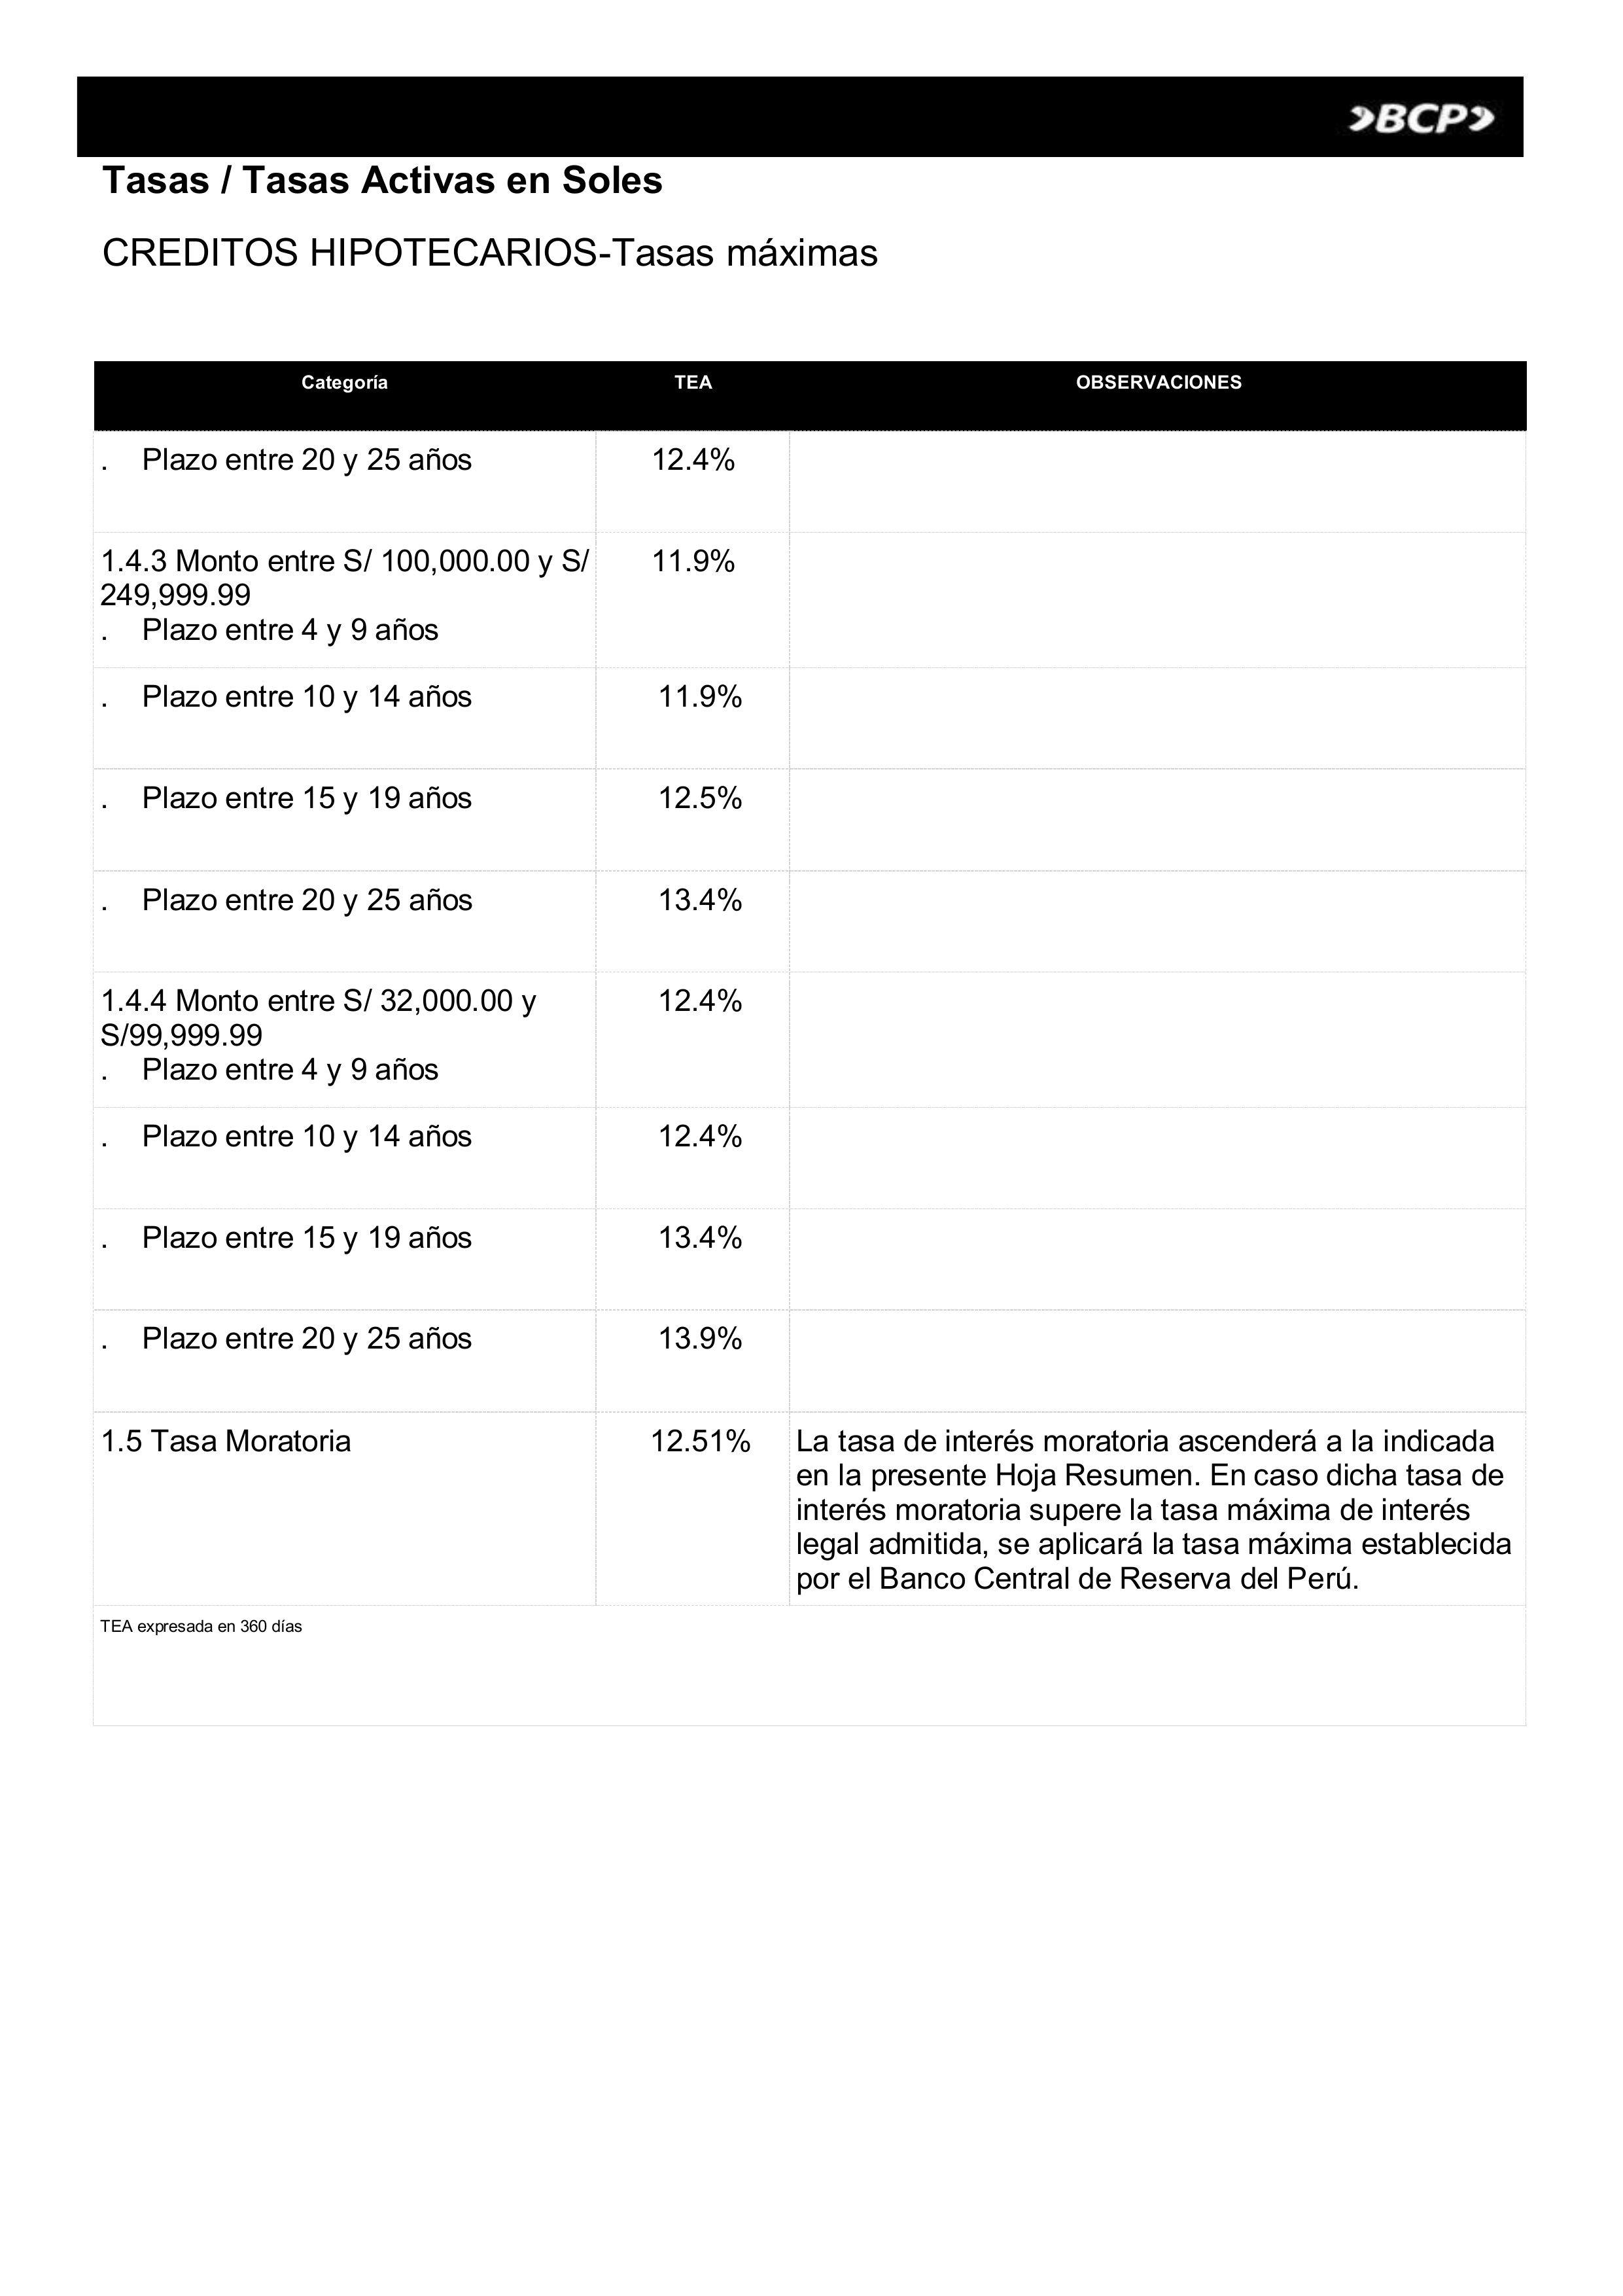 BCP
Tasas / Tasas Activas en Soles
CREDITOS HIPOTECARIOS-Tasas máximas
Categoría TEA OBSERVACIONES
. Plazo entre 20 y 25 años 12.4%
1.4.3 Monto entre S/ 100,000.00 y S/ 11.9%
249,999.99
. Plazo entre 4 y 9 años
. Plazo entre 10 y 14 años 11.9%
. Plazo entre 15 y 19 años 12.5%
. Plazo entre 20 y 25 años 13.4%
1.4.4 Monto entre S/ 32,000.00 y 12.4%
S/99,999.99
. Plazo entre 4 y 9 años
. Plazo entre 10 y 14 años 12.4%
. Plazo entre 15 y 19 años 13.4%
. Plazo entre 20 y 25 años 13.9%
1.5 Tasa Moratoria 12.51% La tasa de interés moratoria ascenderá a la indicada
en la presente Hoja Resumen. En caso dicha tasa de
interés moratoria supere la tasa máxima de interés
legal admitida, se aplicará la tasa máxima establecida
por el Banco Central de Reserva del Perú.
TEA expresada en 360 días